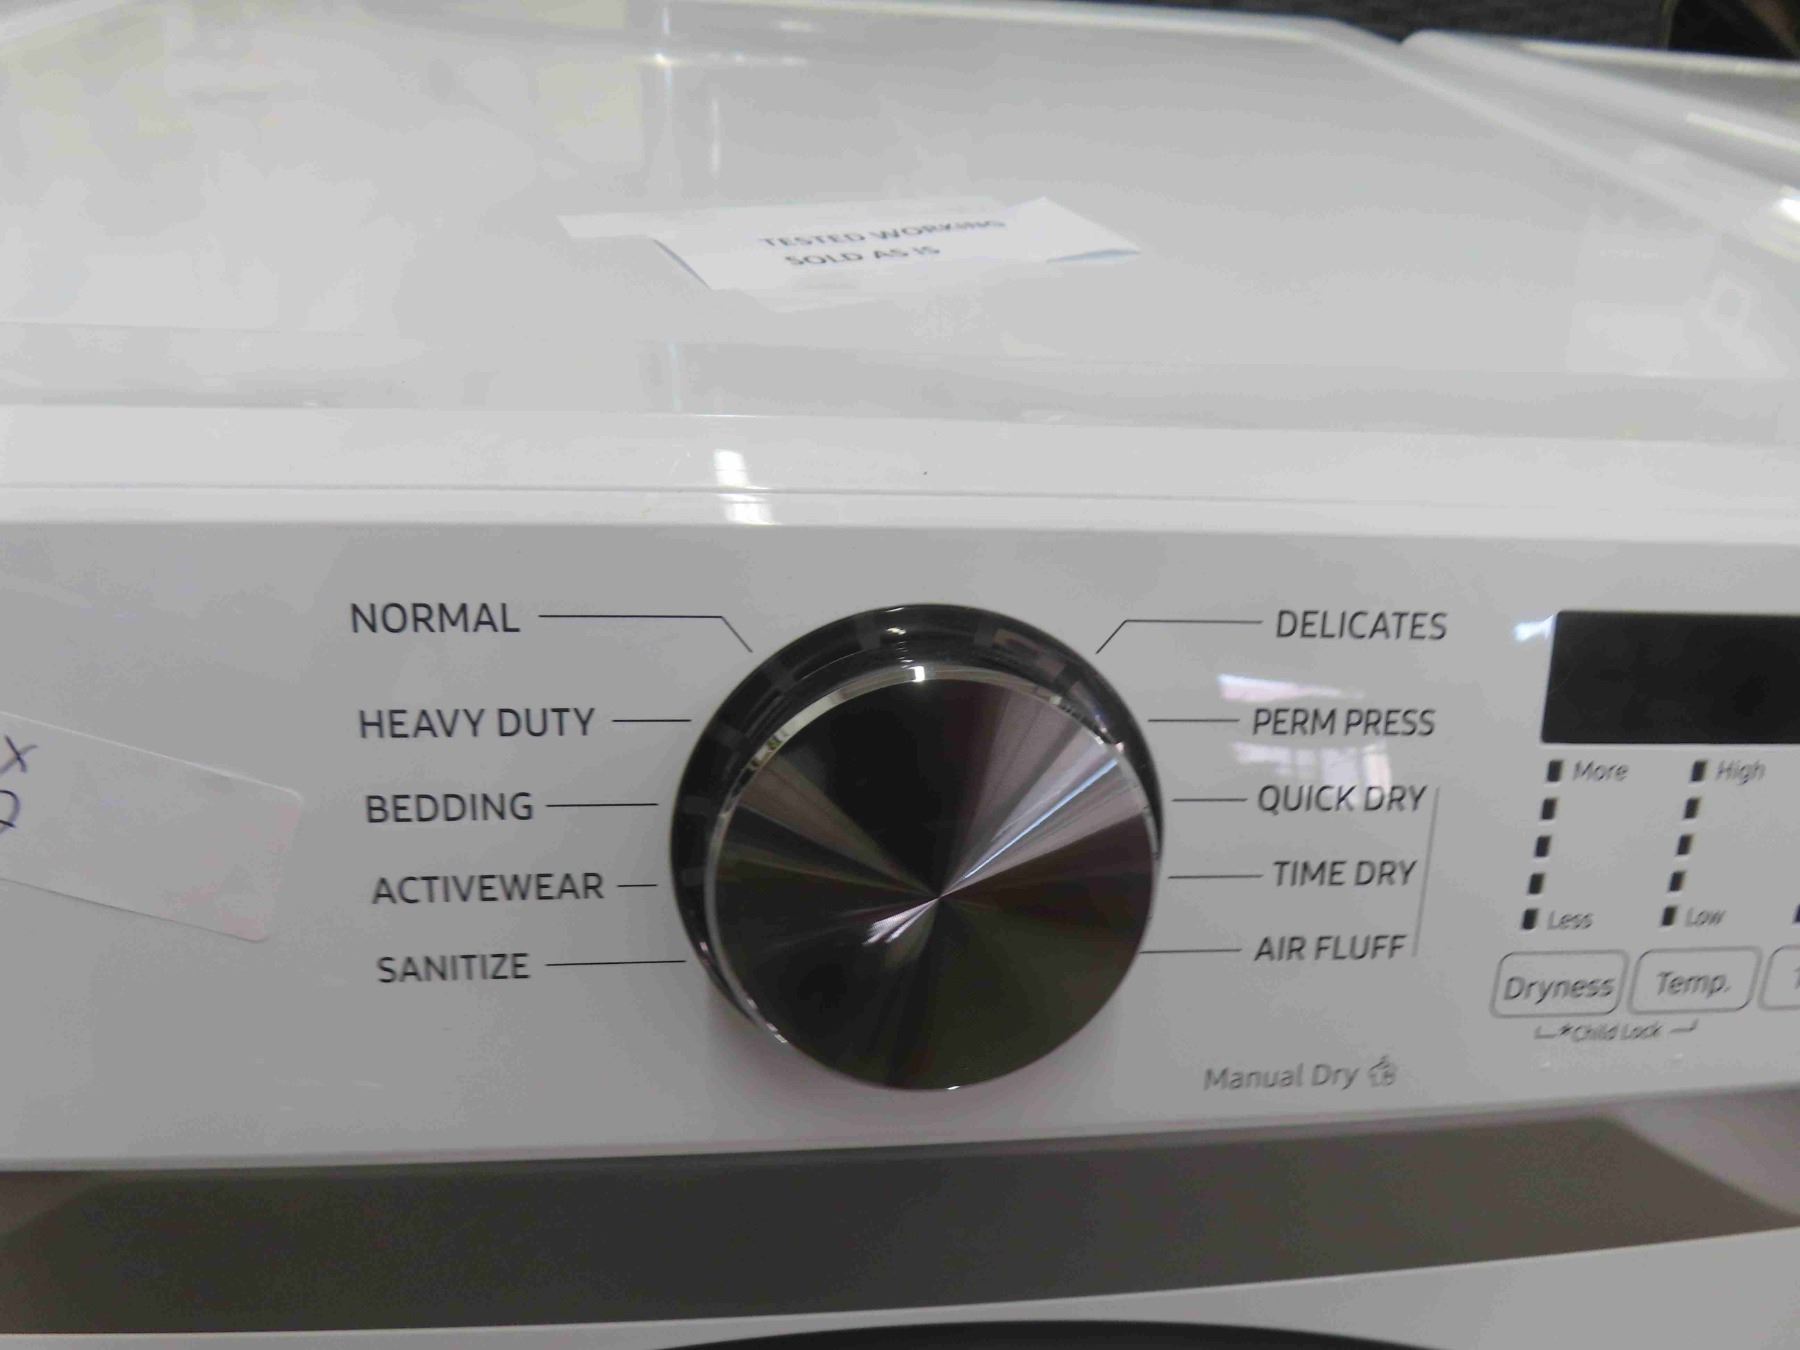 TESTED WORKING
SOLD AS IS
NORMAL
HEAVY DUTY
BEDDING
ACTIVEWEAR
SANITIZE
DELICATES
PERM PRESS
QUICK DRY
TIME DRY
AIR FLUFF
Manual Dry
More
Less
Dryness
High
Low
Temp.
*Child Lock